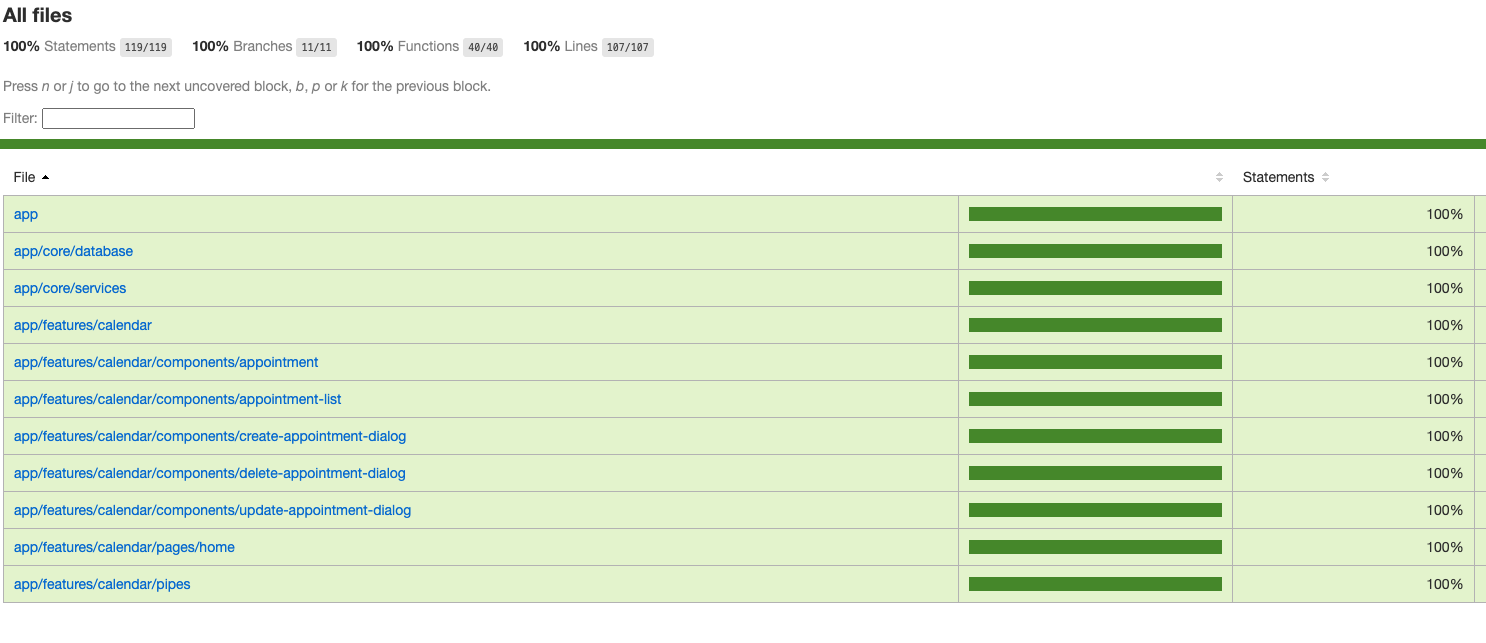 All files
100% Statements 119/119 100% Branches 11/11 100% Functions 40/40 100% Lines 107/107
Press n or j to go to the next uncovered block, b, p or k for the previous block.
Filter:
File Statements
app 100%
app/core/database 100%
app/core/services 100%
app/features/calendar 100%
app/features/calendar/components/appointment 100%
app/features/calendar/components/appointment-list 100%
app/features/calendar/components/create-appointment-dialog 100%
app/features/calendar/components/delete-appointment-dialog 100%
app/features/calendar/components/update-appointment-dialog 100%
app/features/calendar/pages/home 100%
app/features/calendar/pipes 100%